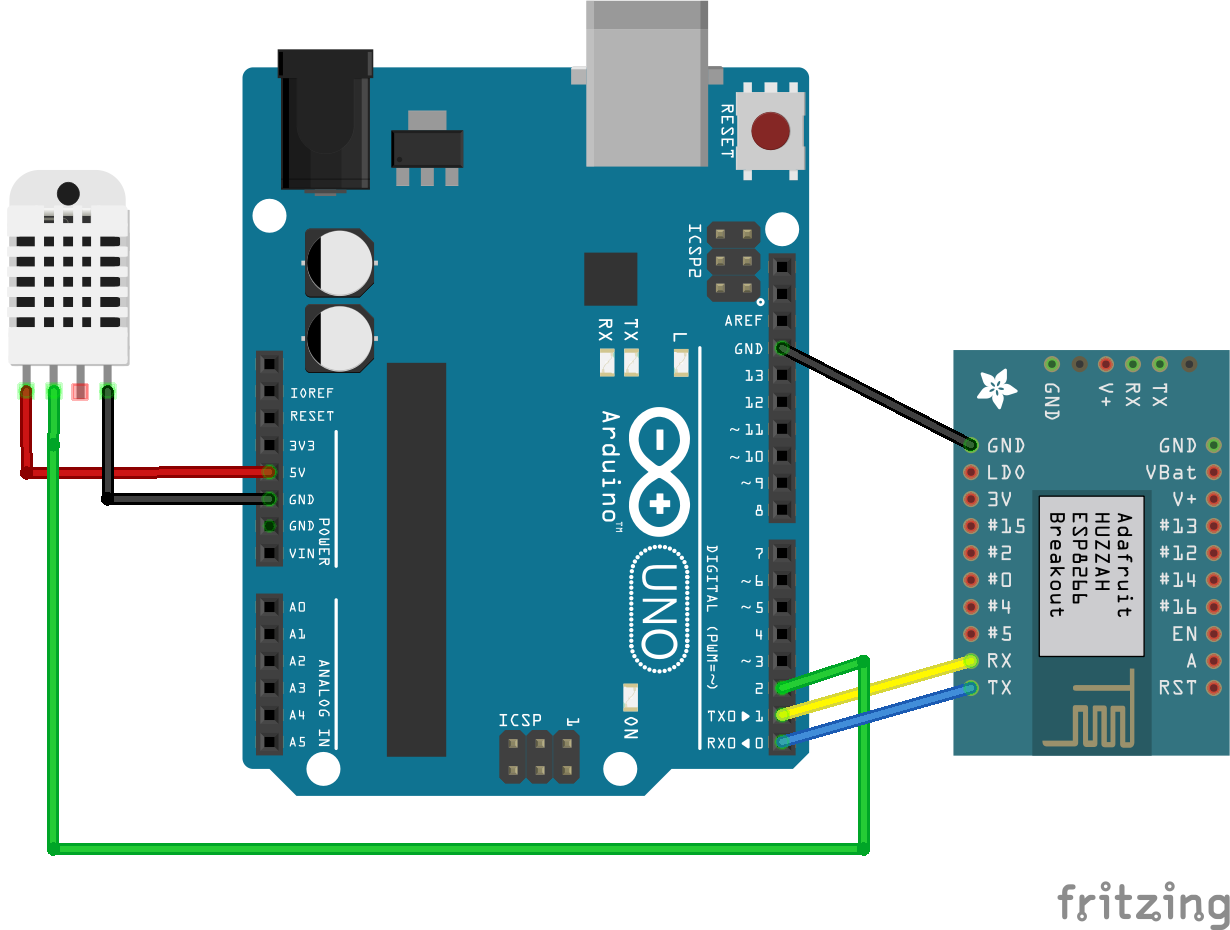 RESET
ICSP2
AREF
GND
13
12
~11
~10
~9
8
RX
TX
L
IOREF
RESET
3V3
5V
GND
GND
VIN
POWER
Arduino™
UNO
DIGITAL (PWM=~)
7
~6
~5
4
~3
2
TX0▶1
RX0◀0
A0
A1
A2
A3
A4
A5
ANALOG IN
ICSP
1
ON
GND
V+
RX
TX
GND
LDO
3V
#15
#2
#0
#4
#5
RX
TX
GND
VBat
V+
#13
#12
#14
#16
EN
A
RST
Adafruit
HUZZAH
ESP8266
Breakout
fritzing